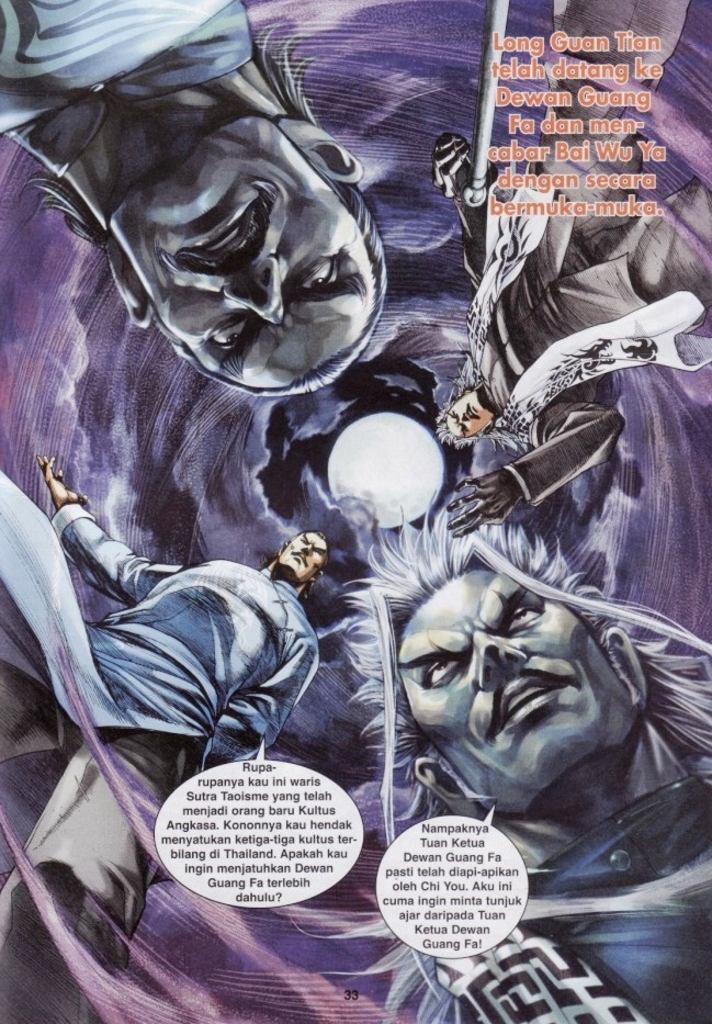 Long Guan Tian
telah datang ke
Dewan Guang
Fa dan men-
cabar Bai Wu Ya
dengan secara
bermuka-muka.
Rupa-
rupanya kau ini waris
Sutra Taoisme yang telah
menjadi orang baru Kultus
Angkasa. Kononnya kau hendak
menyatukan ketiga-tiga kultus ter-
bilang di Thailand. Apakah kau
ingin menjatuhkan Dewan
Guang Fa terlebih
dahulu?
Nampaknya
Tuan Ketua
Dewan Guang Fa
pasti telah diapi-apikan
oleh Chi You. Aku ini
cuma ingin minta tunjuk
ajar daripada Tuan
Ketua Dewan
Guang Fa!
33